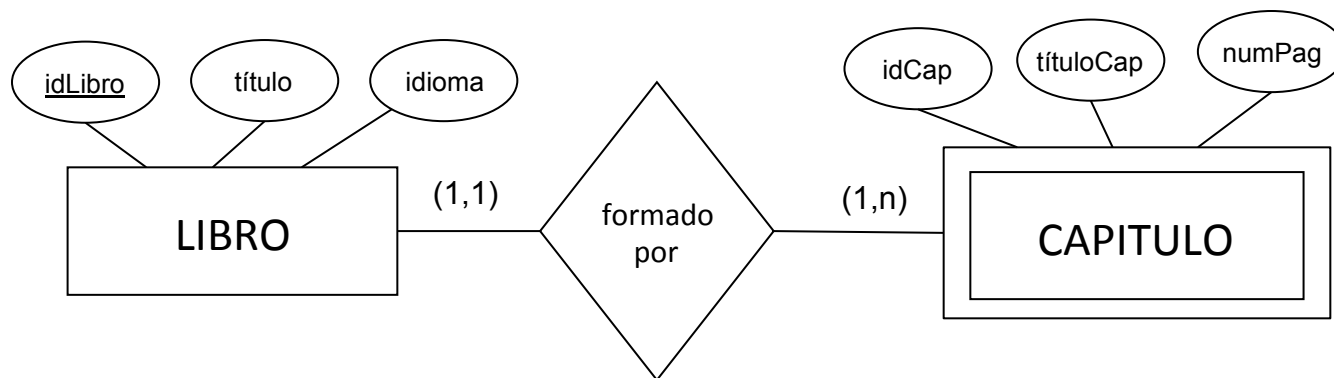 idLibro
título
idioma
idCap
títuloCap
numPag
LIBRO
(1,1)
formado
por
(1,n)
CAPITULO